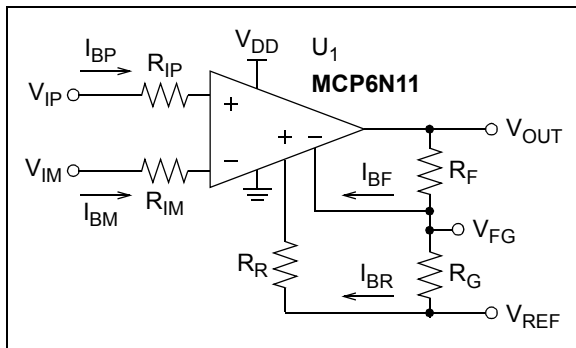 I_BP
V_DD
U_1
R_IP
MCP6N11
V_IP
+
+
−
V_OUT
V_IM
−
I_BF
R_F
I_BM
R_IM
V_FG
R_R
I_BR
R_G
V_REF